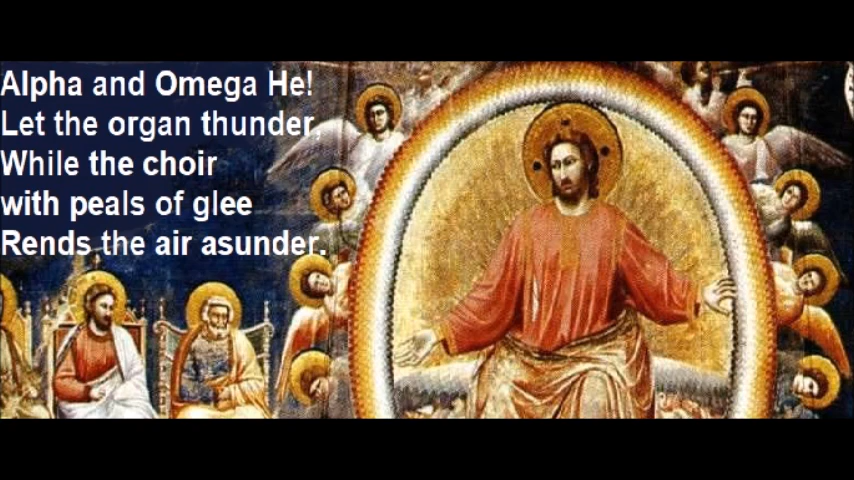 Alpha and Omega He!
Let the organ thunder,
While the choir
with peals of glee
Rends the air asunder.